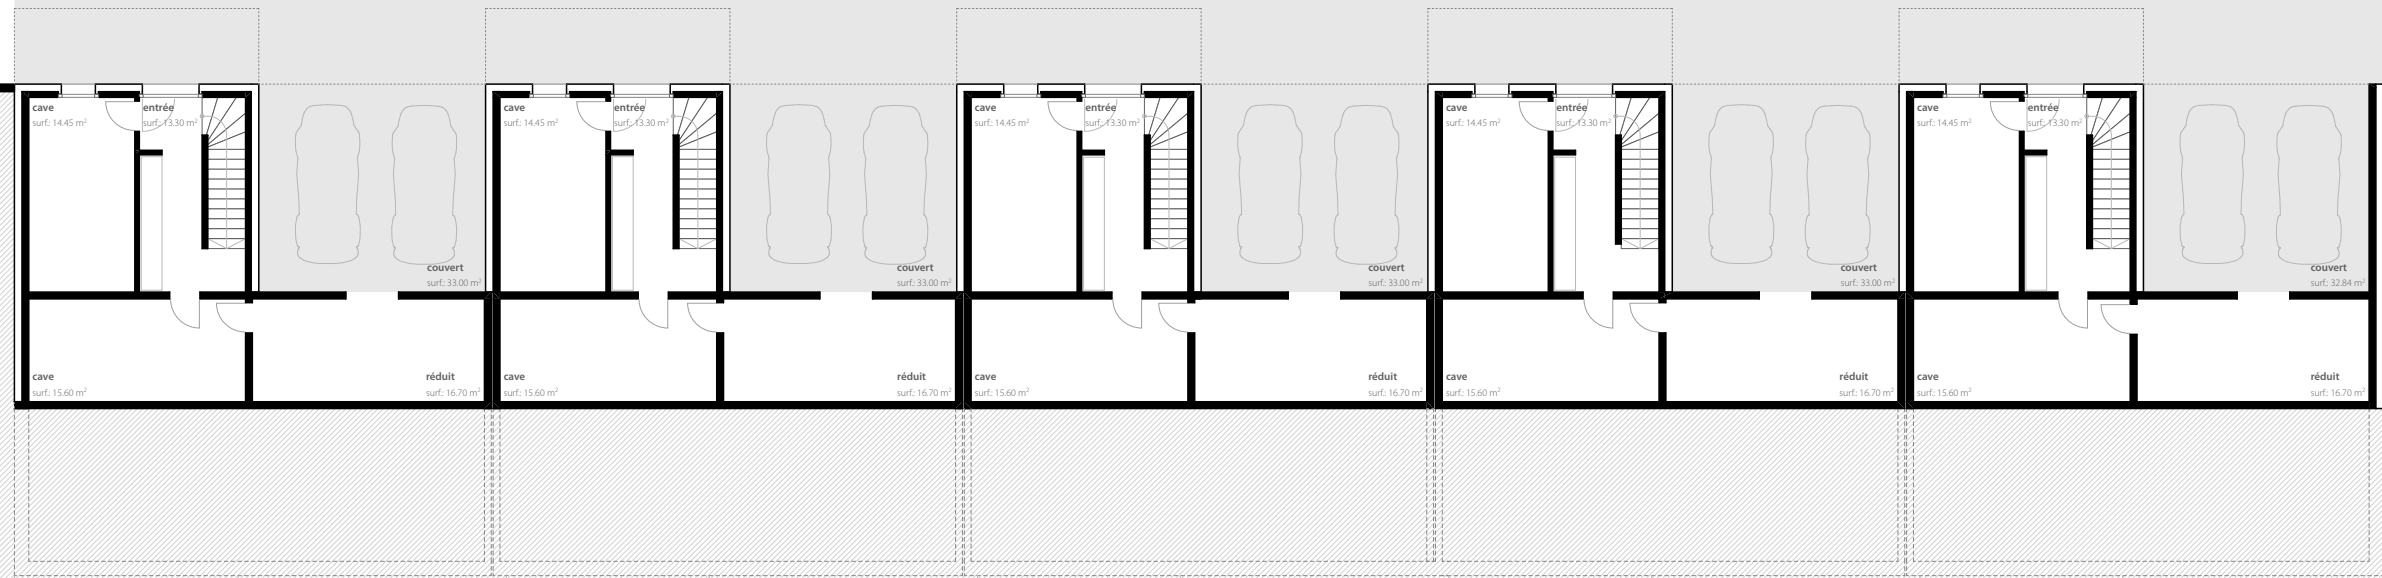 cave
surf.: 14.45 m²
entrée
surf.: 13.30 m²
couvert
surf.: 33.00 m²
cave
surf.: 15.60 m²
réduit
surf.: 16.70 m²
cave
surf.: 14.45 m²
entrée
surf.: 13.30 m²
couvert
surf.: 33.00 m²
cave
surf.: 15.60 m²
réduit
surf.: 16.70 m²
cave
surf.: 14.45 m²
entrée
surf.: 13.30 m²
couvert
surf.: 33.00 m²
cave
surf.: 15.60 m²
réduit
surf.: 16.70 m²
cave
surf.: 14.45 m²
entrée
surf.: 13.30 m²
couvert
surf.: 33.00 m²
cave
surf.: 15.60 m²
réduit
surf.: 16.70 m²
cave
surf.: 14.45 m²
entrée
surf.: 13.30 m²
couvert
surf.: 32.84 m²
cave
surf.: 15.60 m²
réduit
surf.: 16.70 m²